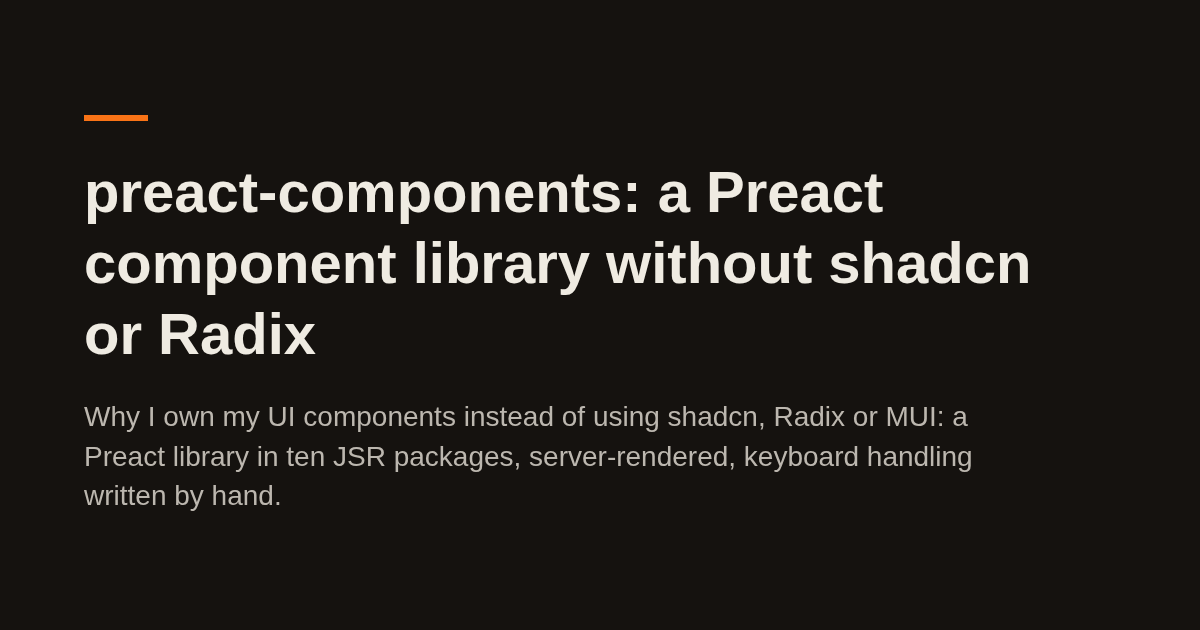 preact-components: a Preact
component library without shadcn
or Radix
Why I own my UI components instead of using shadcn, Radix or MUI: a
Preact library in ten JSR packages, server-rendered, keyboard handling
written by hand.